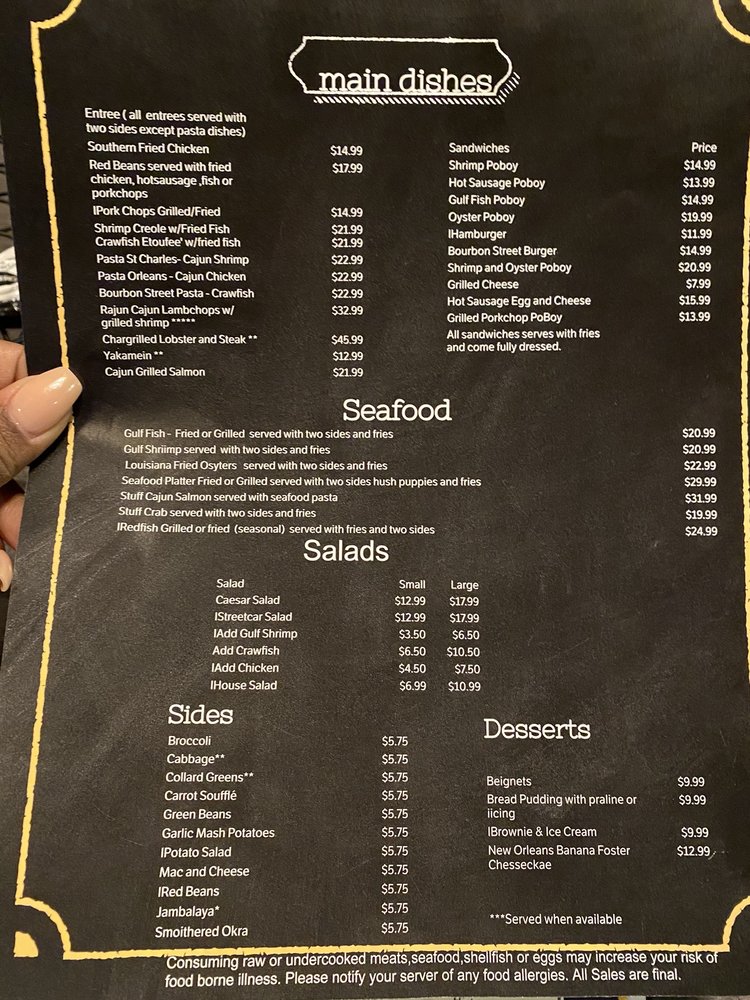 main dishes
Entree ( all entrees served with
two sides except pasta dishes)
Southern Fried Chicken $14.99
Red Beans served with fried $17.99
chicken, hotsausage ,fish or
porkchops
IPork Chops Grilled/Fried $14.99
Shrimp Creole w/Fried Fish $21.99
Crawfish Etoufee' w/fried fish $21.99
Pasta St Charles- Cajun Shrimp $22.99
Pasta Orleans - Cajun Chicken $22.99
Bourbon Street Pasta - Crawfish $22.99
Rajun Cajun Lambchops w/ $32.99
grilled shrimp *****
Chargrilled Lobster and Steak ** $45.99
Yakamein ** $12.99
Cajun Grilled Salmon $21.99
Sandwiches Price
Shrimp Poboy $14.99
Hot Sausage Poboy $13.99
Gulf Fish Poboy $14.99
Oyster Poboy $19.99
IHamburger $11.99
Bourbon Street Burger $14.99
Shrimp and Oyster Poboy $20.99
Grilled Cheese $7.99
Hot Sausage Egg and Cheese $15.99
Grilled Porkchop PoBoy $13.99
All sandwiches serves with fries
and come fully dressed.
Seafood
Gulf Fish - Fried or Grilled served with two sides and fries $20.99
Gulf Shriimp served with two sides and fries $20.99
Louisiana Fried Osyters served with two sides and fries $22.99
Seafood Platter Fried or Grilled served with two sides hush puppies and fries $29.99
Stuff Cajun Salmon served with seafood pasta $31.99
Stuff Crab served with two sides and fries $19.99
IRedfish Grilled or fried (seasonal) served with fries and two sides $24.99
Salads
Salad Small Large
Caesar Salad $12.99 $17.99
IStreetcar Salad $12.99 $17.99
IAdd Gulf Shrimp $3.50 $6.50
Add Crawfish $6.50 $10.50
IAdd Chicken $4.50 $7.50
IHouse Salad $6.99 $10.99
Sides
Broccoli $5.75
Cabbage** $5.75
Collard Greens** $5.75
Carrot Soufflé $5.75
Green Beans $5.75
Garlic Mash Potatoes $5.75
IPotato Salad $5.75
Mac and Cheese $5.75
IRed Beans $5.75
Jambalaya* $5.75
Smoithered Okra $5.75
Desserts
Beignets $9.99
Bread Pudding with praline or $9.99
iicing
IBrownie & Ice Cream $9.99
New Orleans Banana Foster $12.99
Chesseckae
***Served when available
Consuming raw or undercooked meats,seafood,shellfish or eggs may increase your risk of
food borne illness. Please notify your server of any food allergies. All Sales are final.